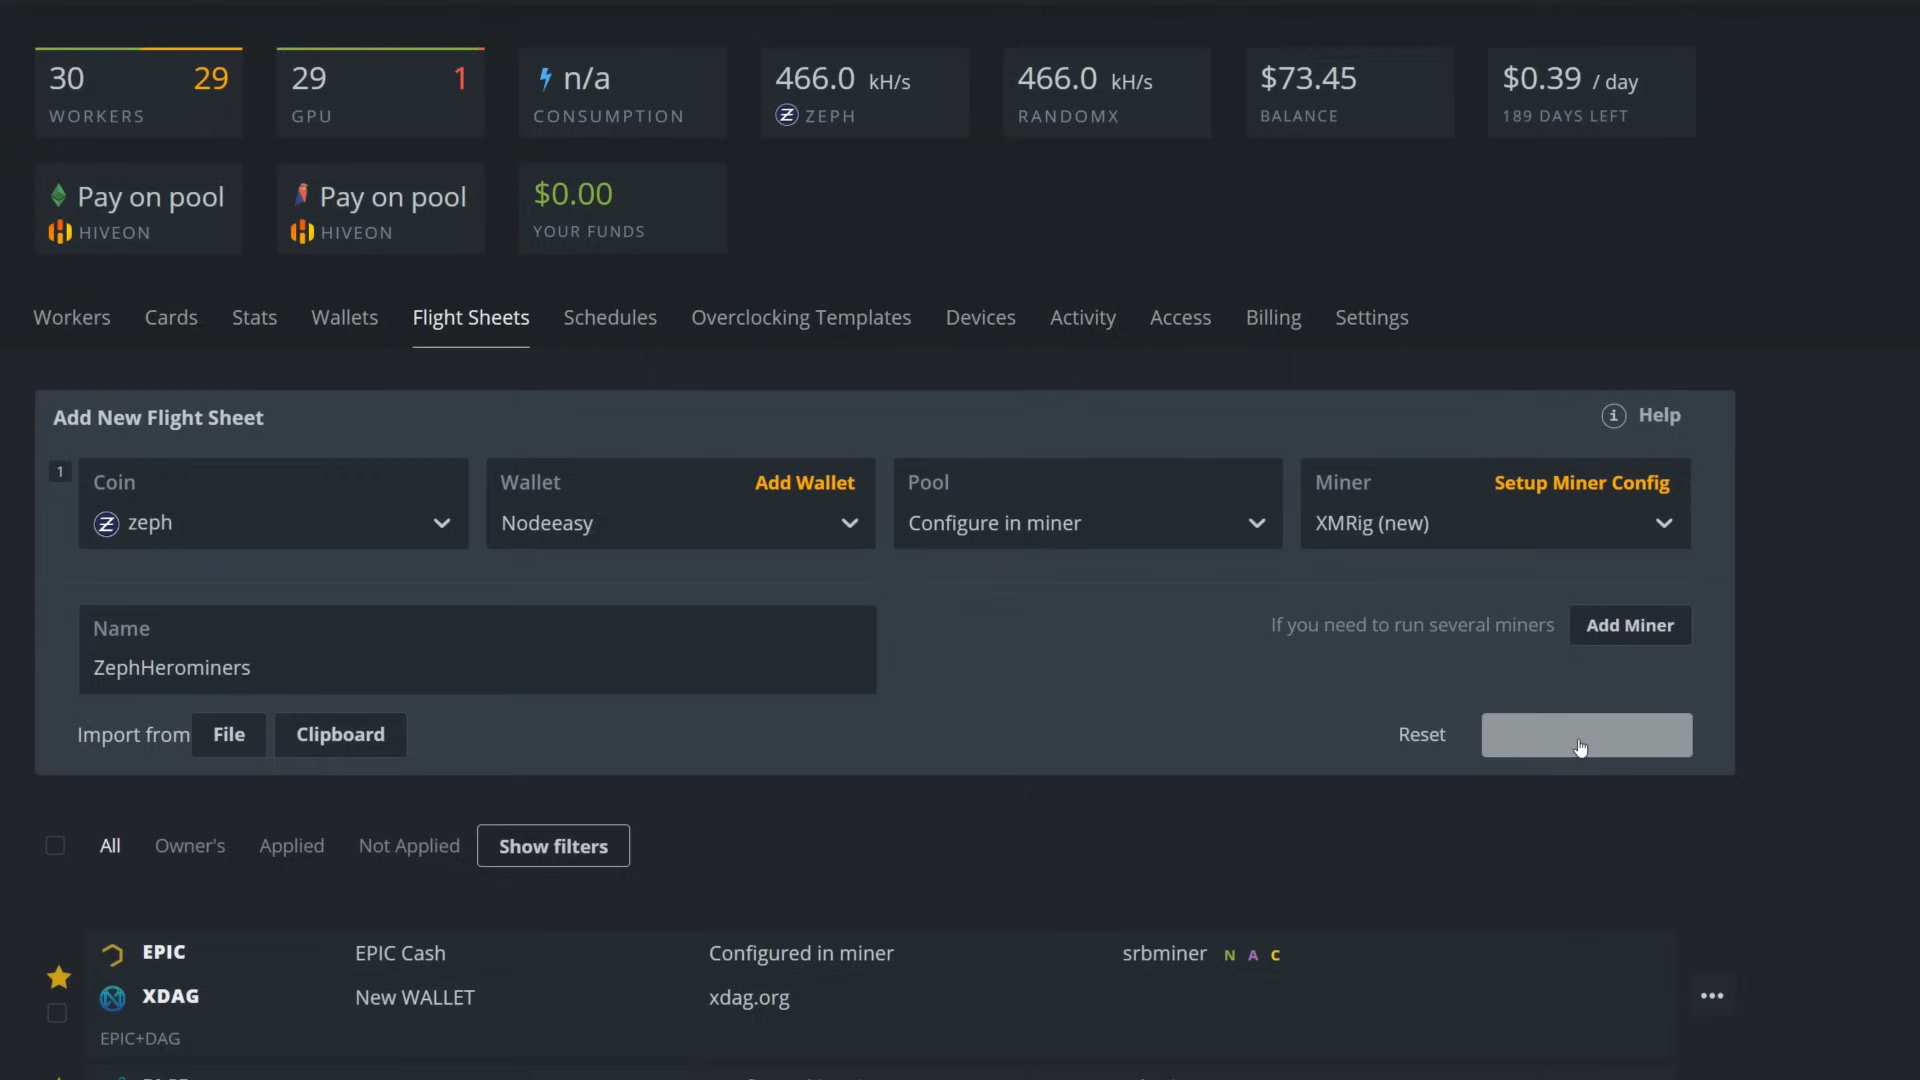 30 29
WORKERS
29 1
GPU
n/a
CONSUMPTION
466.0 kH/s
ZEPH
466.0 kH/s
RANDOMX
$73.45
BALANCE
$0.39 / day
189 DAYS LEFT
Pay on pool
HIVEON
Pay on pool
HIVEON
$0.00
YOUR FUNDS
Workers Cards Stats Wallets Flight Sheets Schedules Overclocking Templates Devices Activity Access Billing Settings
Add New Flight Sheet
i Help
1
Coin
zeph
Wallet Add Wallet
Nodeeasy
Pool
Configure in miner
Miner Setup Miner Config
XMRig (new)
Name
ZephHerominers
If you need to run several miners Add Miner
Import from File Clipboard
Reset
All Owner's Applied Not Applied Show filters
EPIC EPIC Cash Configured in miner srbminer N A C
XDAG New WALLET xdag.org
EPIC+DAG